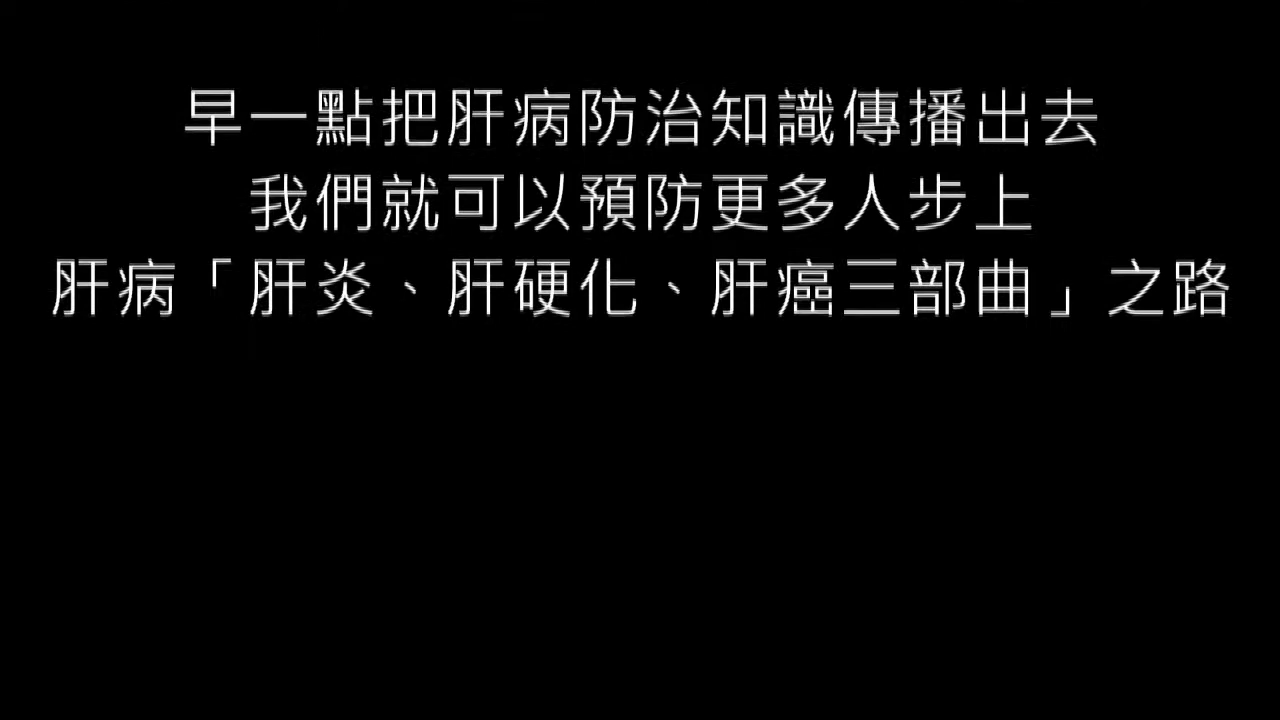 早一點把肝病防治知識傳播出去
我們就可以預防更多人步上
肝病「肝炎、肝硬化、肝癌三部曲」之路